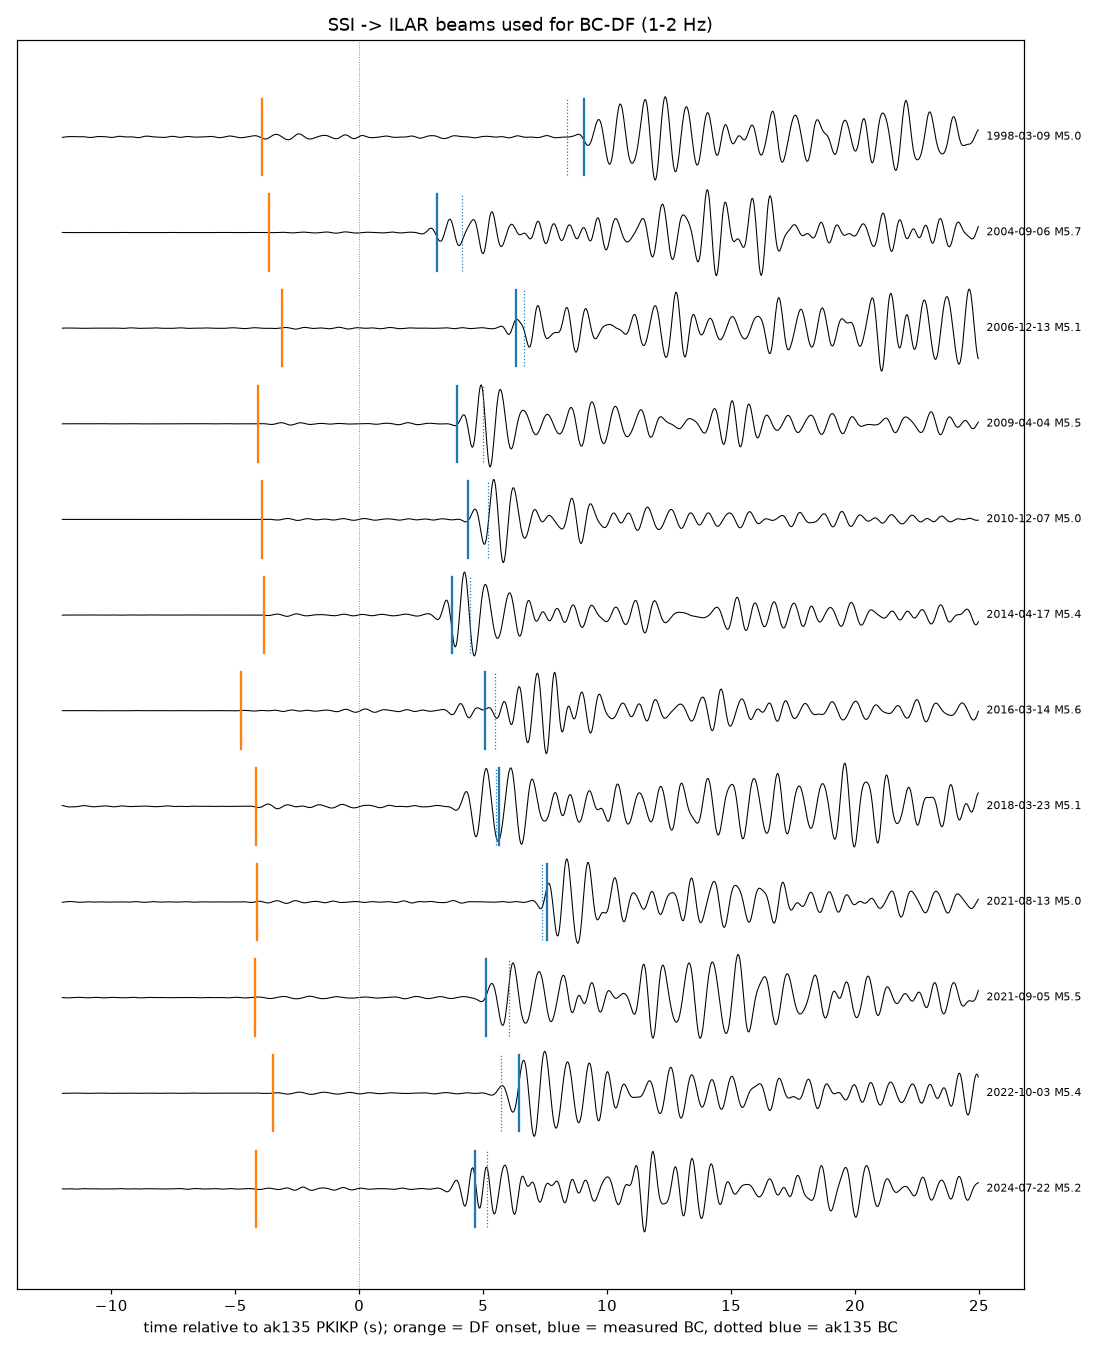 SSI -> ILAR beams used for BC-DF (1-2 Hz)
1998-03-09 M5.0
2004-09-06 M5.7
2006-12-13 M5.1
2009-04-04 M5.5
2010-12-07 M5.0
2014-04-17 M5.4
2016-03-14 M5.6
2018-03-23 M5.1
2021-08-13 M5.0
2021-09-05 M5.5
2022-10-03 M5.4
2024-07-22 M5.2
−10 −5 0 5 10 15 20 25
time relative to ak135 PKIKP (s); orange = DF onset, blue = measured BC, dotted blue = ak135 BC